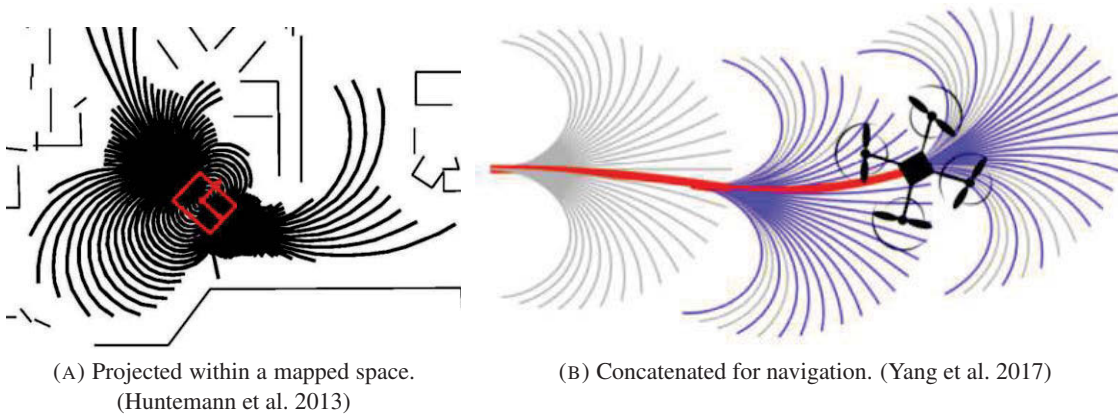 (A) Projected within a mapped space.
(Huntemann et al. 2013)
(B) Concatenated for navigation. (Yang et al. 2017)